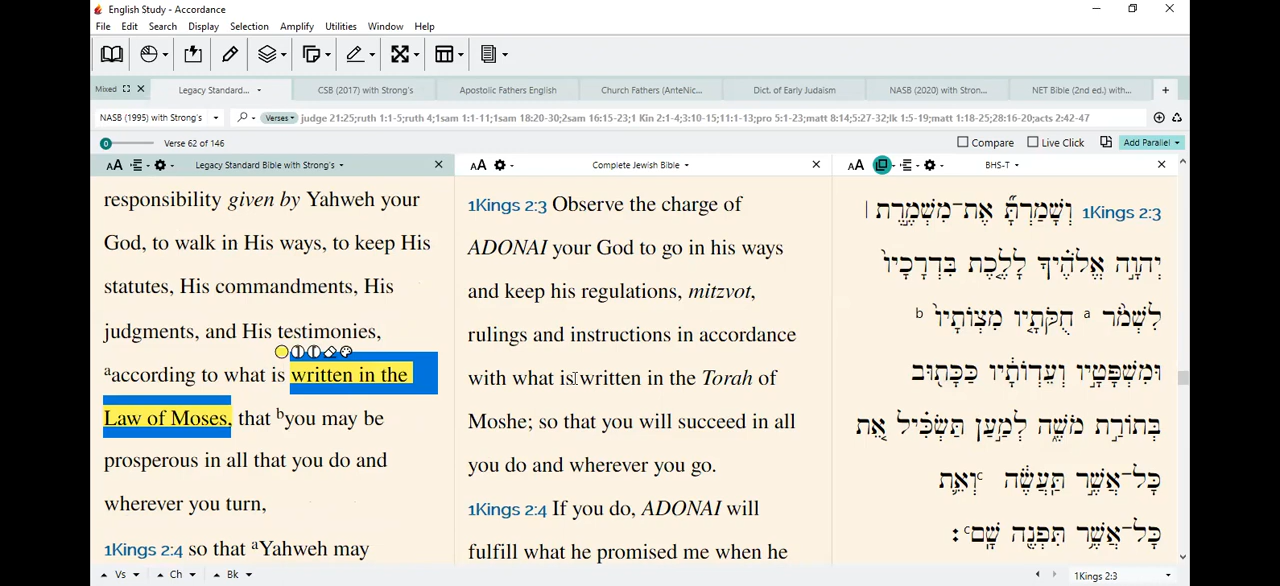 English Study - Accordance
File Edit Search Display Selection Amplify Utilities Window Help
Mixed
Legacy Standard...
CSB (2017) with Strong's
Apostolic Fathers English
Church Fathers (AnteNic...
Dict. of Early Judaism
NASB (2020) with Stron...
NET Bible (2nd ed.) with...
NASB (1995) with Strong's
Verses
judge 21:25;ruth 1:1-5;ruth 4;1sam 1:1-11;1sam 18:20-30;2sam 16:15-23;1 Kin 2:1-4;3:10-15;11:1-13;pro 5:1-23;matt 8:14;5:27-32;lk 1:5-19;matt 1:18-25;28:16-20;acts 2:42-47
0
Verse 62 of 146
Compare
Live Click
Add Parallel
AA Legacy Standard Bible with Strong's
responsibility given by Yahweh your
God, to walk in His ways, to keep His
statutes, His commandments, His
judgments, and His testimonies,
ᵃaccording to what is written in the
Law of Moses, that ᵇyou may be
prosperous in all that you do and
wherever you turn,
1Kings 2:4 so that ᵃYahweh may
AA Complete Jewish Bible
1Kings 2:3 Observe the charge of
ADONAI your God to go in his ways
and keep his regulations, mitzvot,
rulings and instructions in accordance
with what is written in the Torah of
Moshe; so that you will succeed in all
you do and wherever you go.
1Kings 2:4 If you do, ADONAI will
fulfill what he promised me when he
AA BHS-T
1Kings 2:3 וְשָׁמַרְתָּ֞ אֶת־מִשְׁמֶ֣רֶת ׀
יְהוָ֣ה אֱלֹהֶ֗יךָ לָלֶ֤כֶת בִּדְרָכָיו֙
לִשְׁמֹ֨ר ᵃ חֻקֹּתָ֤יו מִצְוֺתָיו֙ ᵇ
וּמִשְׁפָּטָ֣יו וְעֵדְוֺתָ֔יו כַּכָּת֖וּב
בְּתוֹרַ֣ת מֹשֶׁ֑ה לְמַ֣עַן תַּשְׂכִּ֗יל אֵ֚ת
כָּל־אֲשֶׁ֣ר תַּֽעֲשֶׂ֔ה ᶜוְאֵ֛ת
כָּל־אֲשֶׁ֥ר תִּפְנֶ֖ה שָֽׁםᶜ׃
Vs Ch Bk
1Kings 2:3